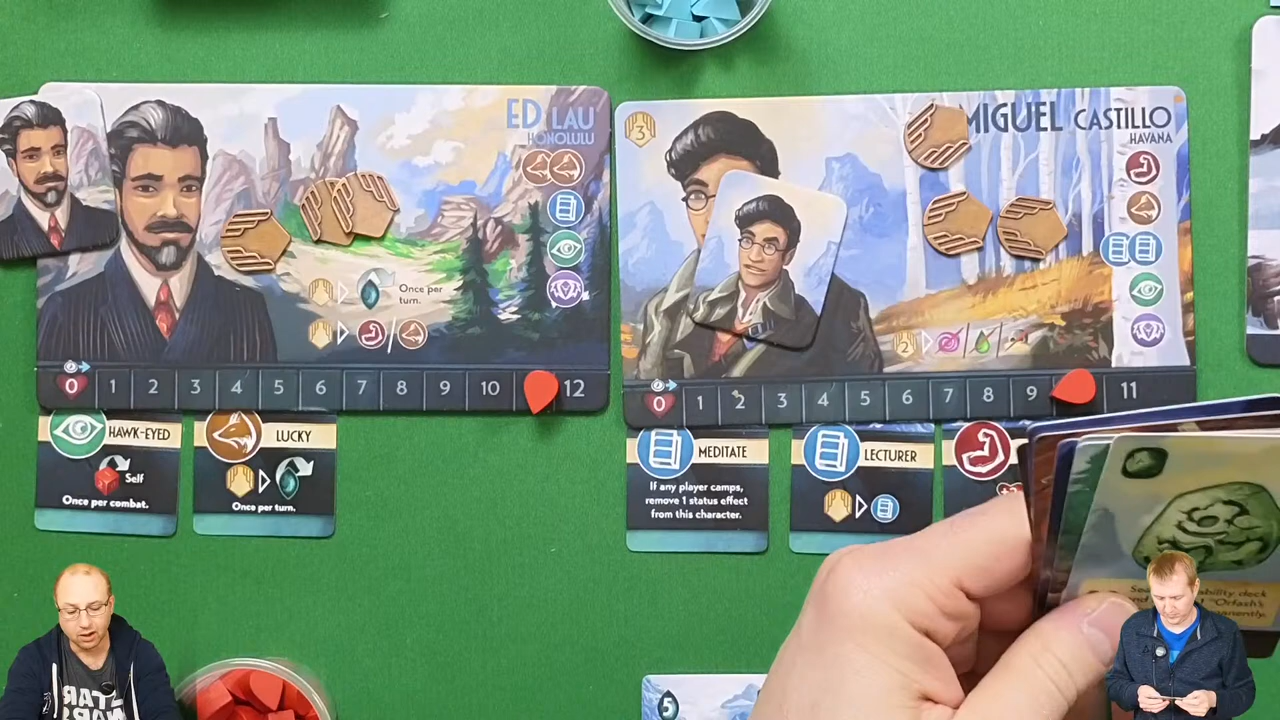 ED LAU
HONOLULU
Once per
turn.
0 1 2 3 4 5 6 7 8 9 10 12
HAWK-EYED
Self
Once per combat.
LUCKY
Once per turn.
3
MIGUEL CASTILLO
HAVANA
2
0 1 2 3 4 5 6 7 8 9 11
MEDITATE
If any player camps,
remove 1 status effect
from this character.
LECTURER
5